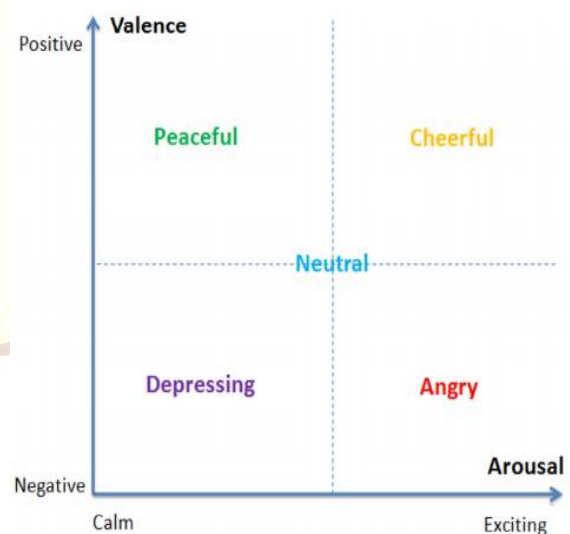 Valence
Positive
Peaceful
Cheerful
Neutral
Depressing
Angry
Arousal
Negative
Calm
Exciting